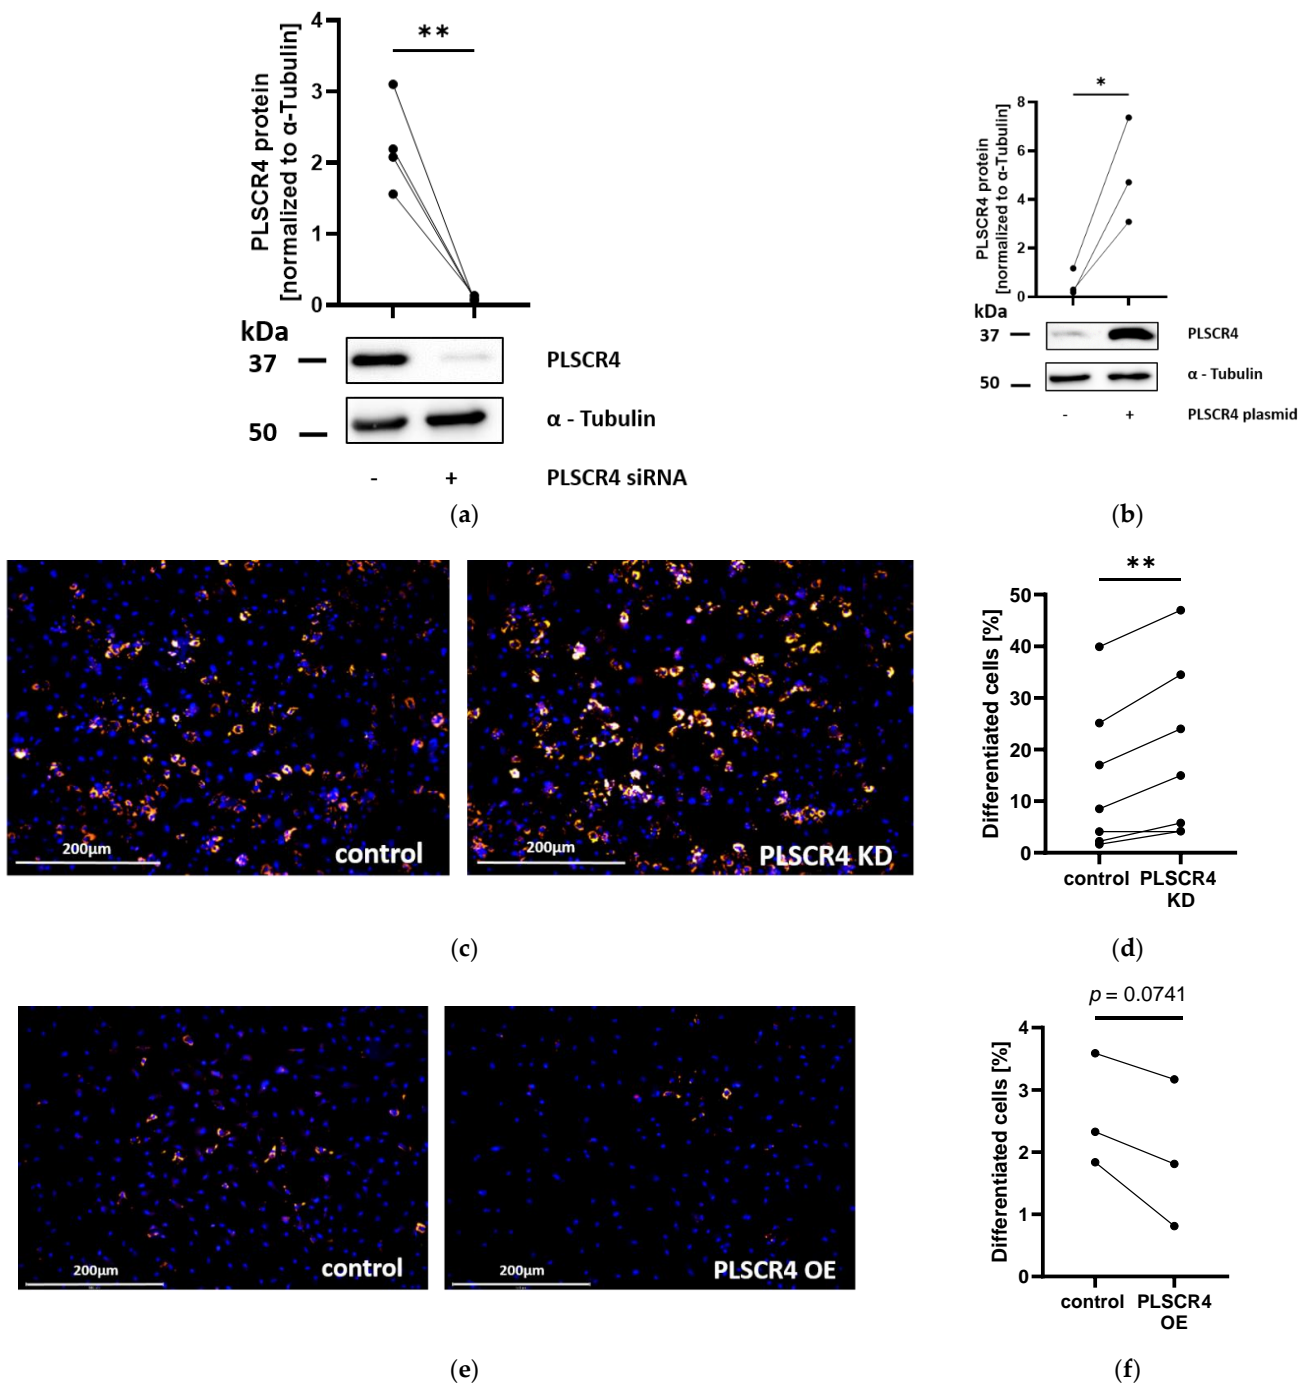 **
PLSCR4 protein
[normalized to α-Tubulin]
4
3
2
1
0
kDa
37
PLSCR4
50
α - Tubulin
- + PLSCR4 siRNA
(a)
*
PLSCR4 protein
[normalized to α-Tubulin]
8
6
4
2
0
kDa
37
PLSCR4
50
α - Tubulin
- + PLSCR4 plasmid
(b)
200μm
control
200μm
PLSCR4 KD
(c)
**
Differentiated cells [%]
50
40
30
20
10
0
control PLSCR4
KD
(d)
200μm
control
200μm
PLSCR4 OE
(e)
p = 0.0741
Differentiated cells [%]
4
3
2
1
0
control PLSCR4
OE
(f)